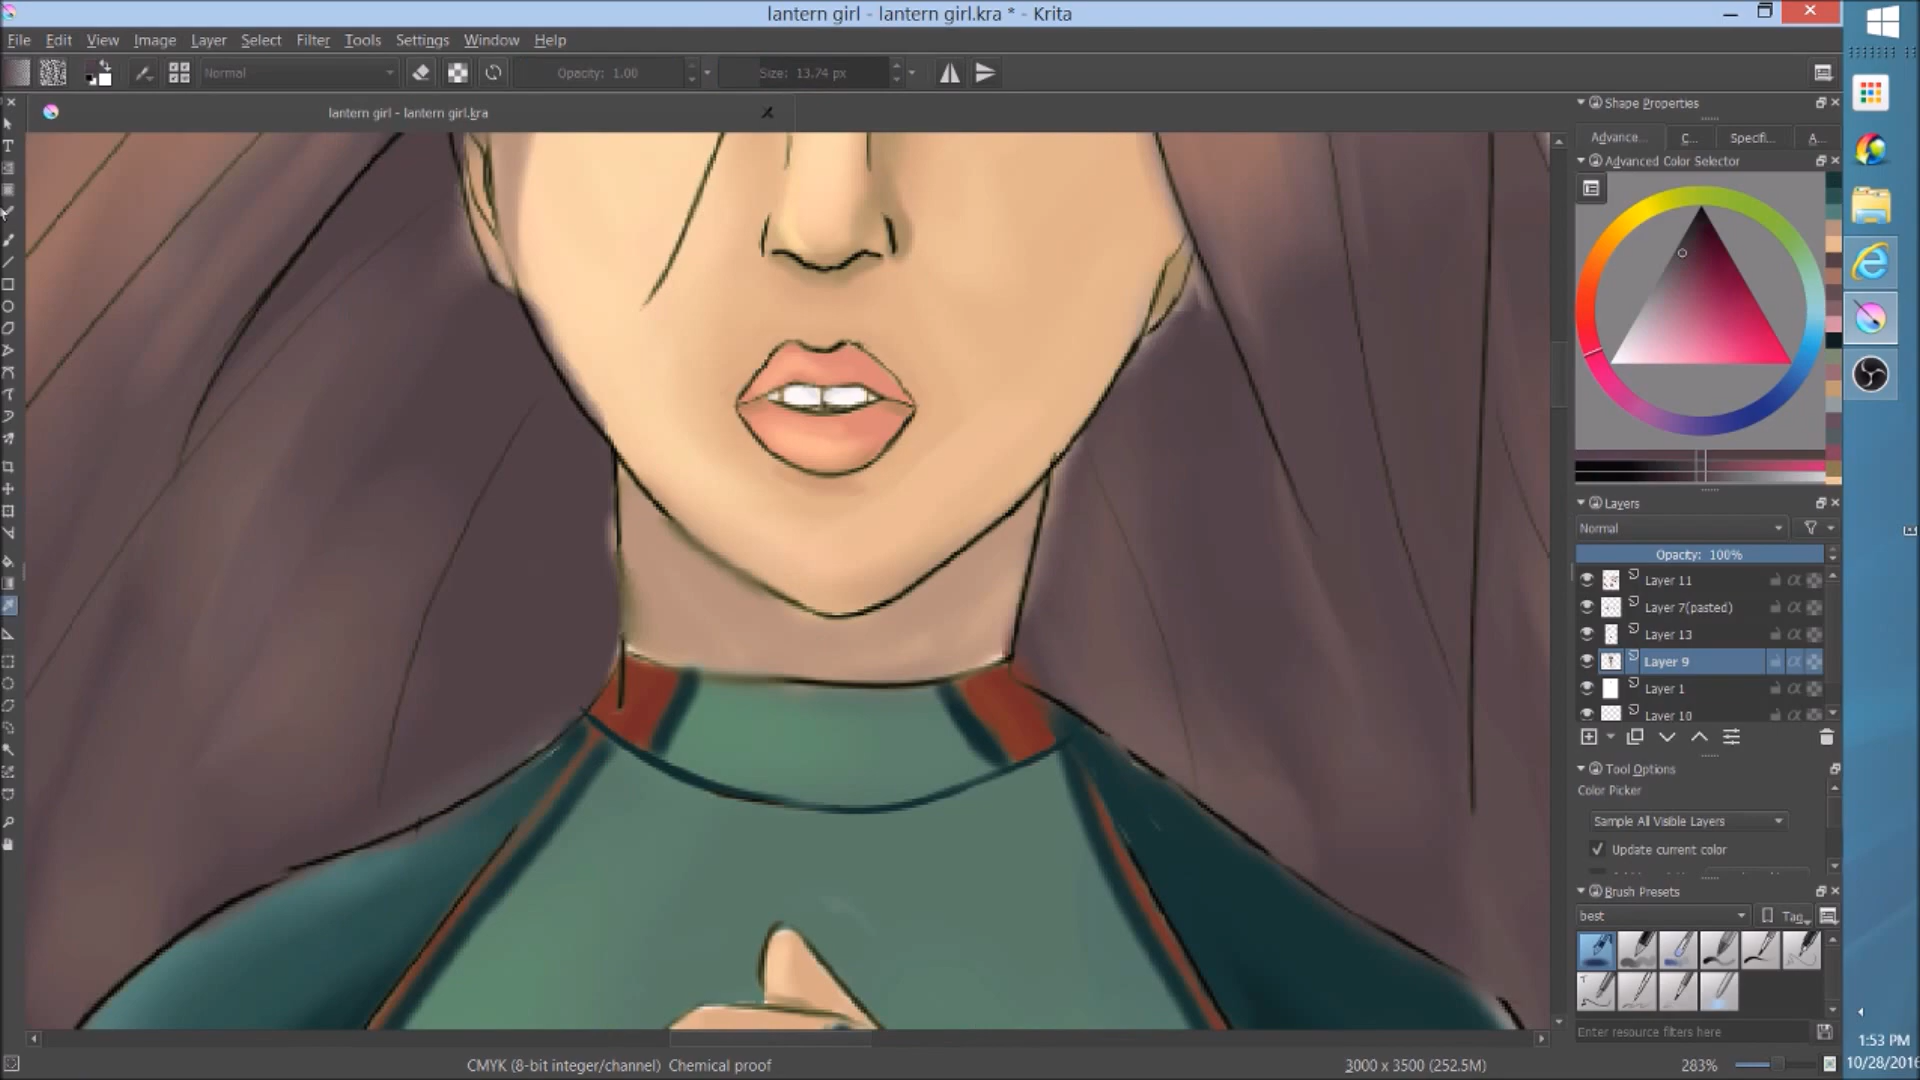 lantern girl - lantern girl.kra * - Krita
File Edit View Image Layer Select Filter Tools Settings Window Help
Normal Opacity: 1.00 Size: 13.74 px
lantern girl - lantern girl.kra
Shape Properties
Advance... C... Specifi... A...
Advanced Color Selector
Layers
Normal
Opacity: 100%
Layer 11
Layer 7(pasted)
Layer 13
Layer 9
Layer 1
Layer 10
Tool Options
Color Picker
Sample All Visible Layers
Update current color
Brush Presets
best Tag
Enter resource filters here
CMYK (8-bit integer/channel) Chemical proof 3000 x 3500 (252.5M) 283%
1:53 PM